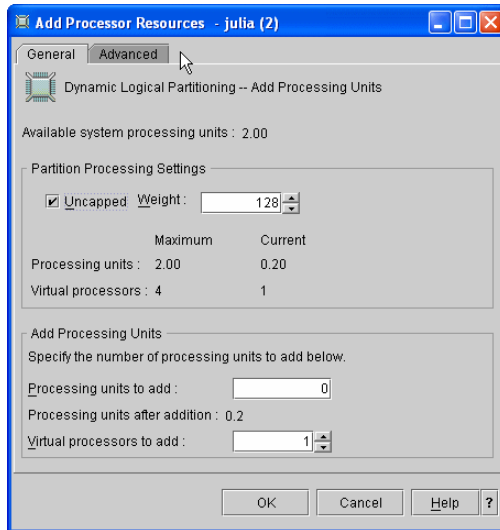 Add Processor Resources - julia (2)
General Advanced
Dynamic Logical Partitioning -- Add Processing Units
Available system processing units : 2.00
Partition Processing Settings
Uncapped Weight : 128
Maximum Current
Processing units : 2.00 0.20
Virtual processors : 4 1
Add Processing Units
Specify the number of processing units to add below.
Processing units to add : 0
Processing units after addition : 0.2
Virtual processors to add : 1
OK Cancel Help ?